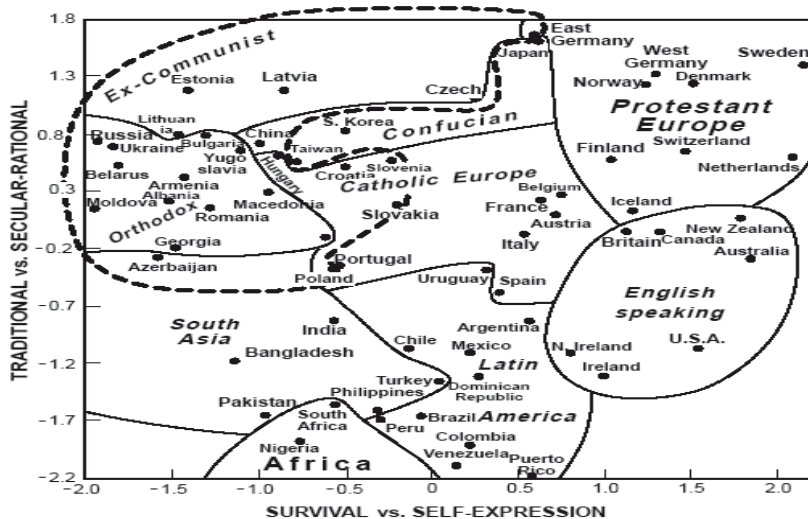 1.8
East
Germany
Japan
West
Germany
Sweden
Ex-Communist
Estonia
Latvia
Czech
Norway
Denmark
1.3
Protestant
Europe
S. Korea
Confucian
Lithuan
ia
0.8
Russia
Bulgaria
China
Ukraine
Yugo
slavia
Taiwan
Switzerland
Finland
Hungary
Croatia
Slovenia
Netherlands
Belarus
Catholic Europe
Armenia
Belgium
0.3
Albania
Moldova
Macedonia
France
Iceland
Orthodox
Romania
Slovakia
Austria
New Zealand
Italy
Britain
Canada
-0.2
Georgia
Portugal
Australia
Azerbaijan
Poland
Uruguay
Spain
English
speaking
-0.7
South
Asia
India
Argentina
Chile
Mexico
N. Ireland
U.S.A.
Bangladesh
Latin
Ireland
-1.2
Turkey
Dominican
Republic
Philippines
Pakistan
South
Africa
Peru
Brazil
America
-1.7
Colombia
Nigeria
Venezuela
Africa
Puerto
Rico
-2.2
-2.0
-1.5
-1.0
-0.5
0
0.5
1.0
1.5
2.0
TRADITIONAL vs. SECULAR-RATIONAL
SURVIVAL vs. SELF-EXPRESSION